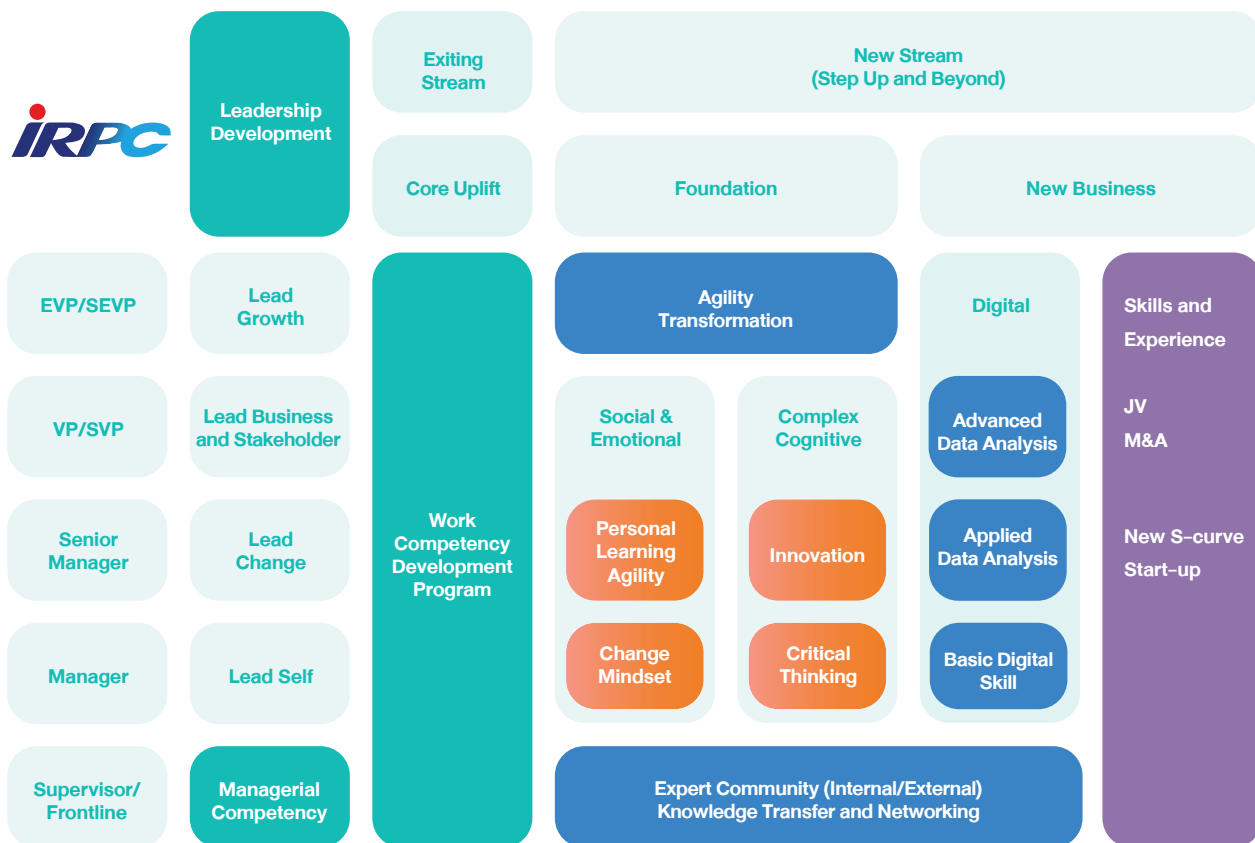 iRPC
Leadership
Development
Exiting
Stream
New Stream
(Step Up and Beyond)
Core Uplift
Foundation
New Business
EVP/SEVP
Lead
Growth
Work
Competency
Development
Program
Agility
Transformation
Digital
Skills and
Experience
JV
M&A
New S-curve
Start-up
VP/SVP
Lead Business
and Stakeholder
Social &
Emotional
Complex
Cognitive
Advanced
Data Analysis
Senior
Manager
Lead
Change
Personal
Learning
Agility
Innovation
Applied
Data Analysis
Manager
Lead Self
Change
Mindset
Critical
Thinking
Basic Digital
Skill
Supervisor/
Frontline
Managerial
Competency
Expert Community (Internal/External)
Knowledge Transfer and Networking